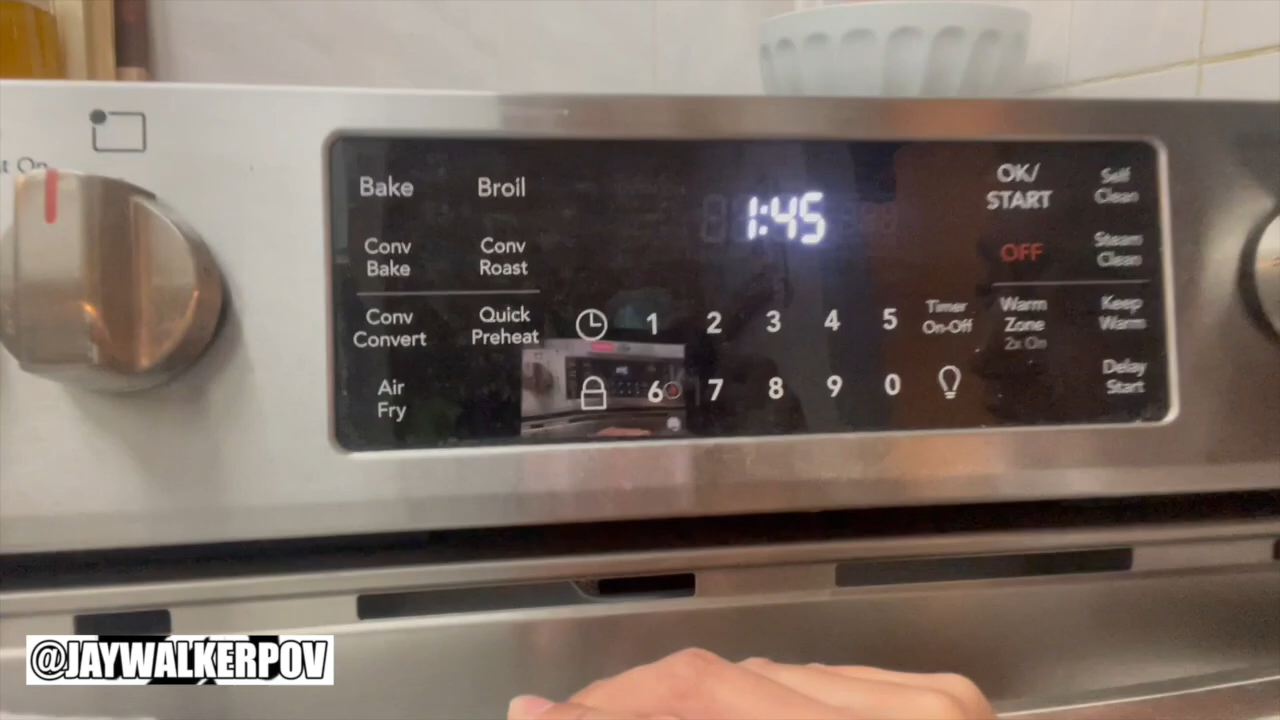 t On
Bake
Broil
Conv
Bake
Conv
Roast
Conv
Convert
Quick
Preheat
Air
Fry
1:45
1 2 3 4 5
6 7 8 9 0
Timer
On-Off
OK/
START
OFF
Warm
Zone
2x On
Self
Clean
Steam
Clean
Keep
Warm
Delay
Start
@JAYWALKERPOV